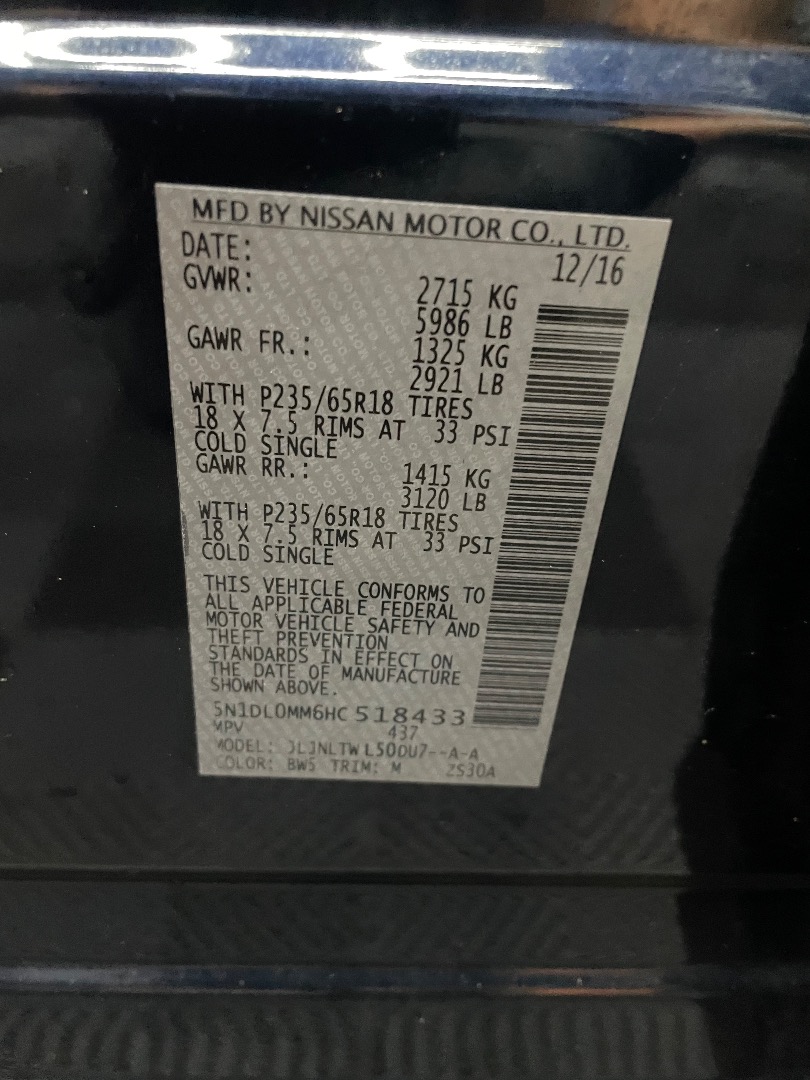 MFD BY NISSAN MOTOR CO., LTD.
DATE: 12/16
GVWR: 2715 KG
5986 LB
GAWR FR.: 1325 KG
2921 LB
WITH P235/65R18 TIRES
18 X 7.5 RIMS AT 33 PSI
COLD SINGLE
GAWR RR.: 1415 KG
3120 LB
WITH P235/65R18 TIRES
18 X 7.5 RIMS AT 33 PSI
COLD SINGLE
THIS VEHICLE CONFORMS TO
ALL APPLICABLE FEDERAL
MOTOR VEHICLE SAFETY AND
THEFT PREVENTION
STANDARDS IN EFFECT ON
THE DATE OF MANUFACTURE
SHOWN ABOVE.
5N1DL0MM6HC518433
MPV 437
MODEL: JLJNLTWL50DU7--A-A
COLOR: BW5 TRIM: M ZS30A